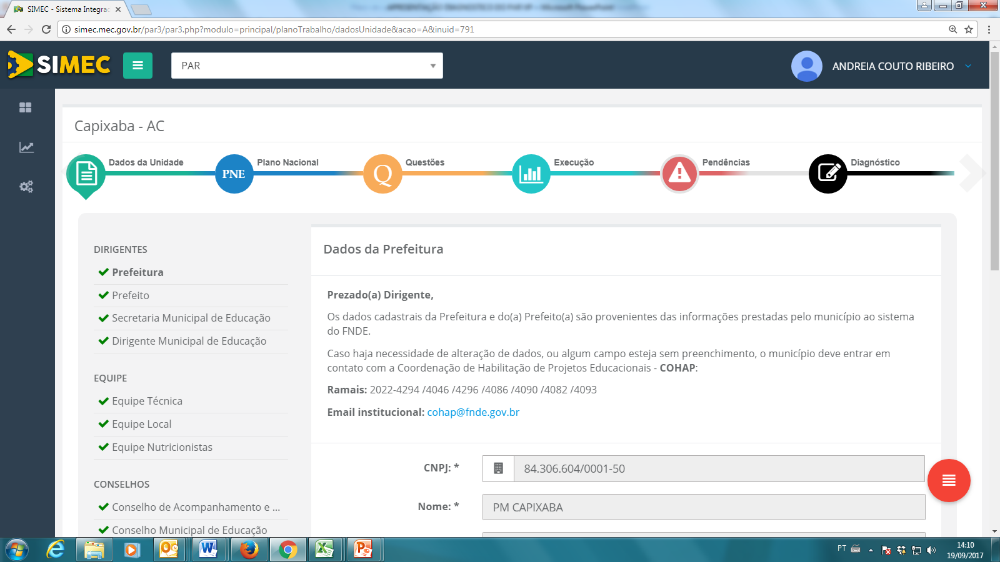 SIMEC - Sistema Integrac
simec.mec.gov.br/par3/par3.php?modulo=principal/planoTrabalho/dadosUnidade&acao=A&inuid=791
SIMEC
PAR
ANDREIA COUTO RIBEIRO
Capixaba - AC
Dados da Unidade
PNE
Plano Nacional
Q
Questões
Execução
Pendências
Diagnóstico
DIRIGENTES
Prefeitura
Prefeito
Secretaria Municipal de Educação
Dirigente Municipal de Educação
EQUIPE
Equipe Técnica
Equipe Local
Equipe Nutricionistas
CONSELHOS
Conselho de Acompanhamento e ...
Conselho Municipal de Educação
Dados da Prefeitura
Prezado(a) Dirigente,
Os dados cadastrais da Prefeitura e do(a) Prefeito(a) são provenientes das informações prestadas pelo município ao sistema
do FNDE.
Caso haja necessidade de alteração de dados, ou algum campo esteja sem preenchimento, o município deve entrar em
contato com a Coordenação de Habilitação de Projetos Educacionais - COHAP:
Ramais: 2022-4294 /4046 /4296 /4086 /4090 /4082 /4093
Email institucional: cohap@fnde.gov.br
CNPJ: *
84.306.604/0001-50
Nome: *
PM CAPIXABA
PT
14:10
19/09/2017